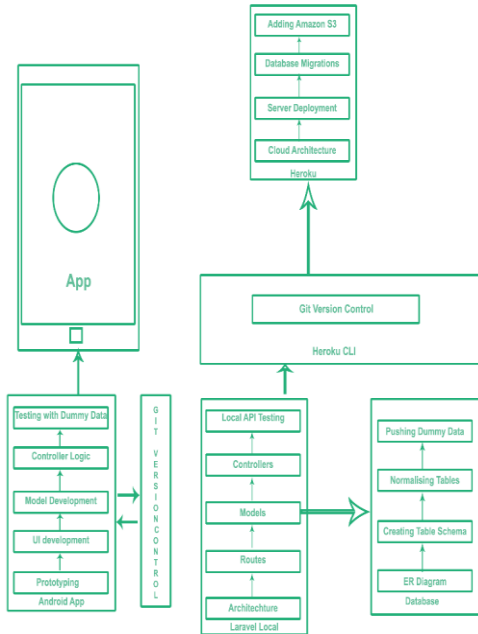 Adding Amazon S3
Database Migrations
Server Deployment
Cloud Architecture
Heroku
App
Git Version Control
Heroku CLI
Testing with Dummy Data
Controller Logic
Model Development
UI development
Prototyping
Android App
GIT VERSIONCONTROL
Local API Testing
Controllers
Models
Routes
Architechture
Laravel Local
Pushing Dummy Data
Normalising Tables
Creating Table Schema
ER Diagram
Database